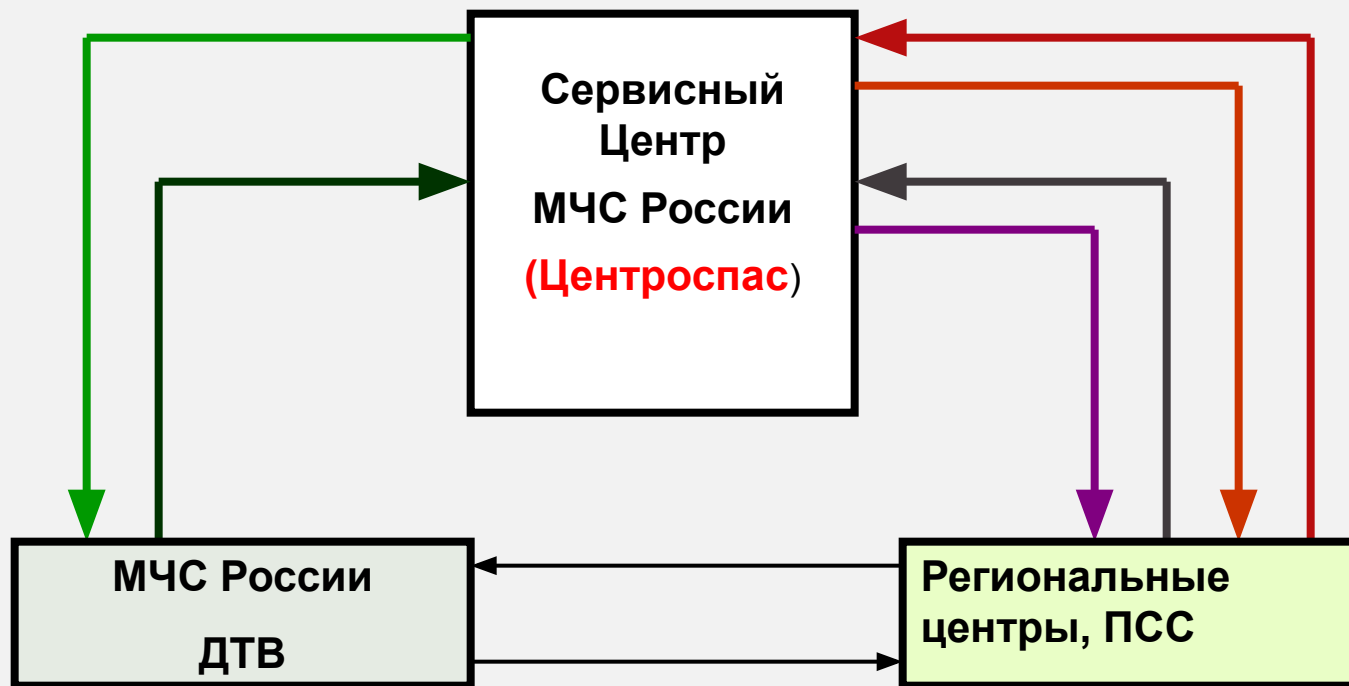 Сервисный
Центр
МЧС России
(Центроспас)
МЧС России
ДТВ
Региональные
центры, ПСС